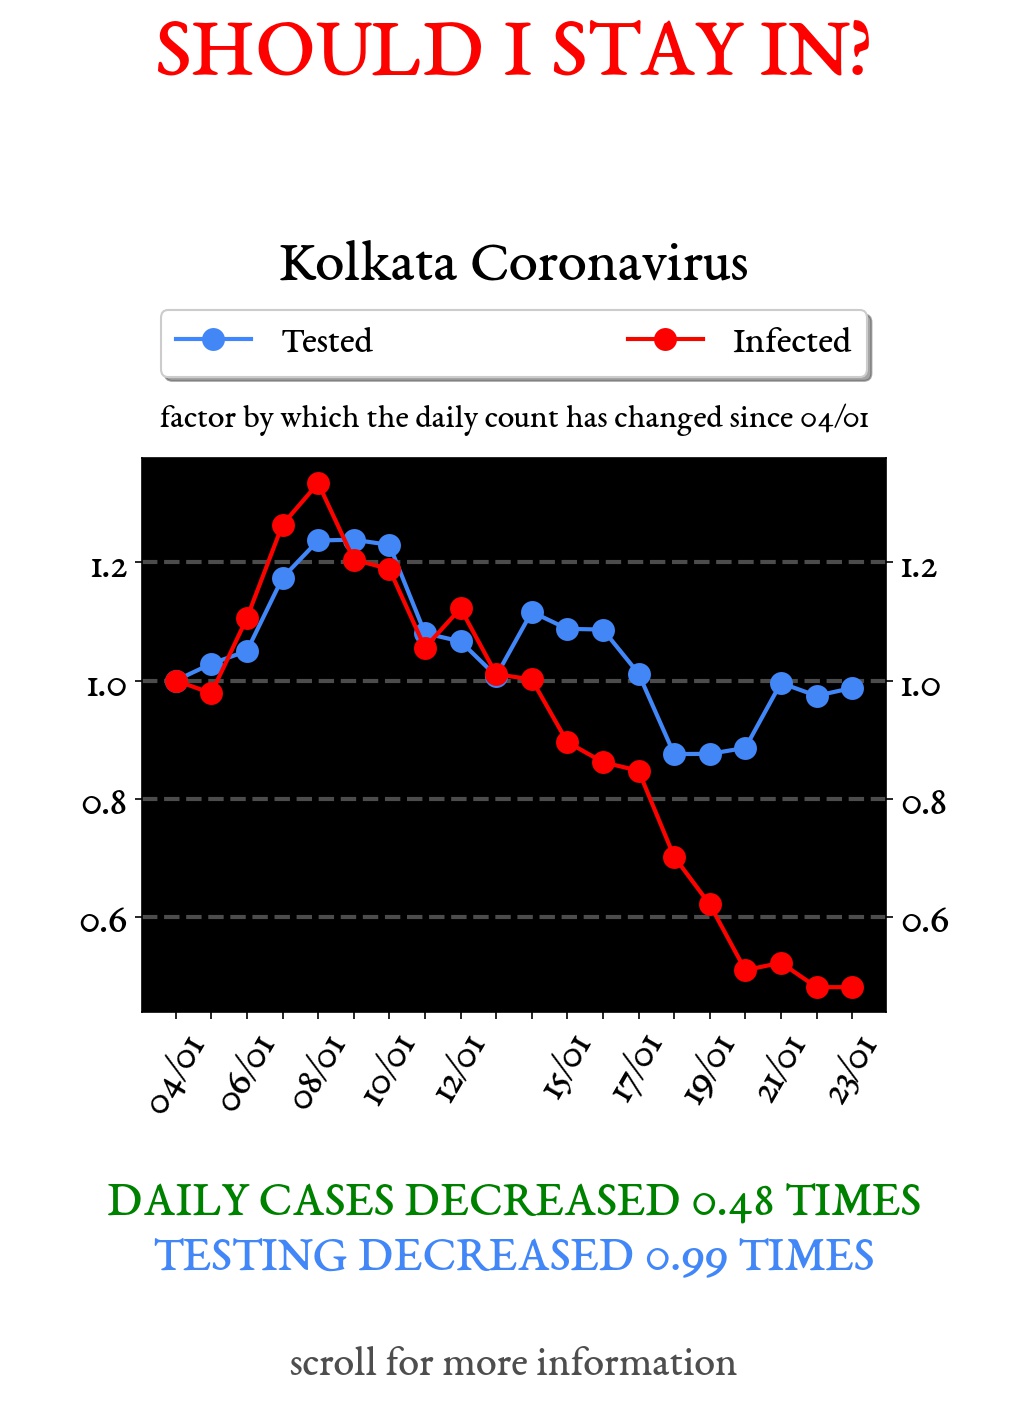 SHOULD I STAY IN?
Kolkata Coronavirus
Tested Infected
factor by which the daily count has changed since 04/01
1.2 1.2
1.0 1.0
0.8 0.8
0.6 0.6
04/01 06/01 08/01 10/01 12/01 15/01 17/01 19/01 21/01 23/01
DAILY CASES DECREASED 0.48 TIMES
TESTING DECREASED 0.99 TIMES
scroll for more information